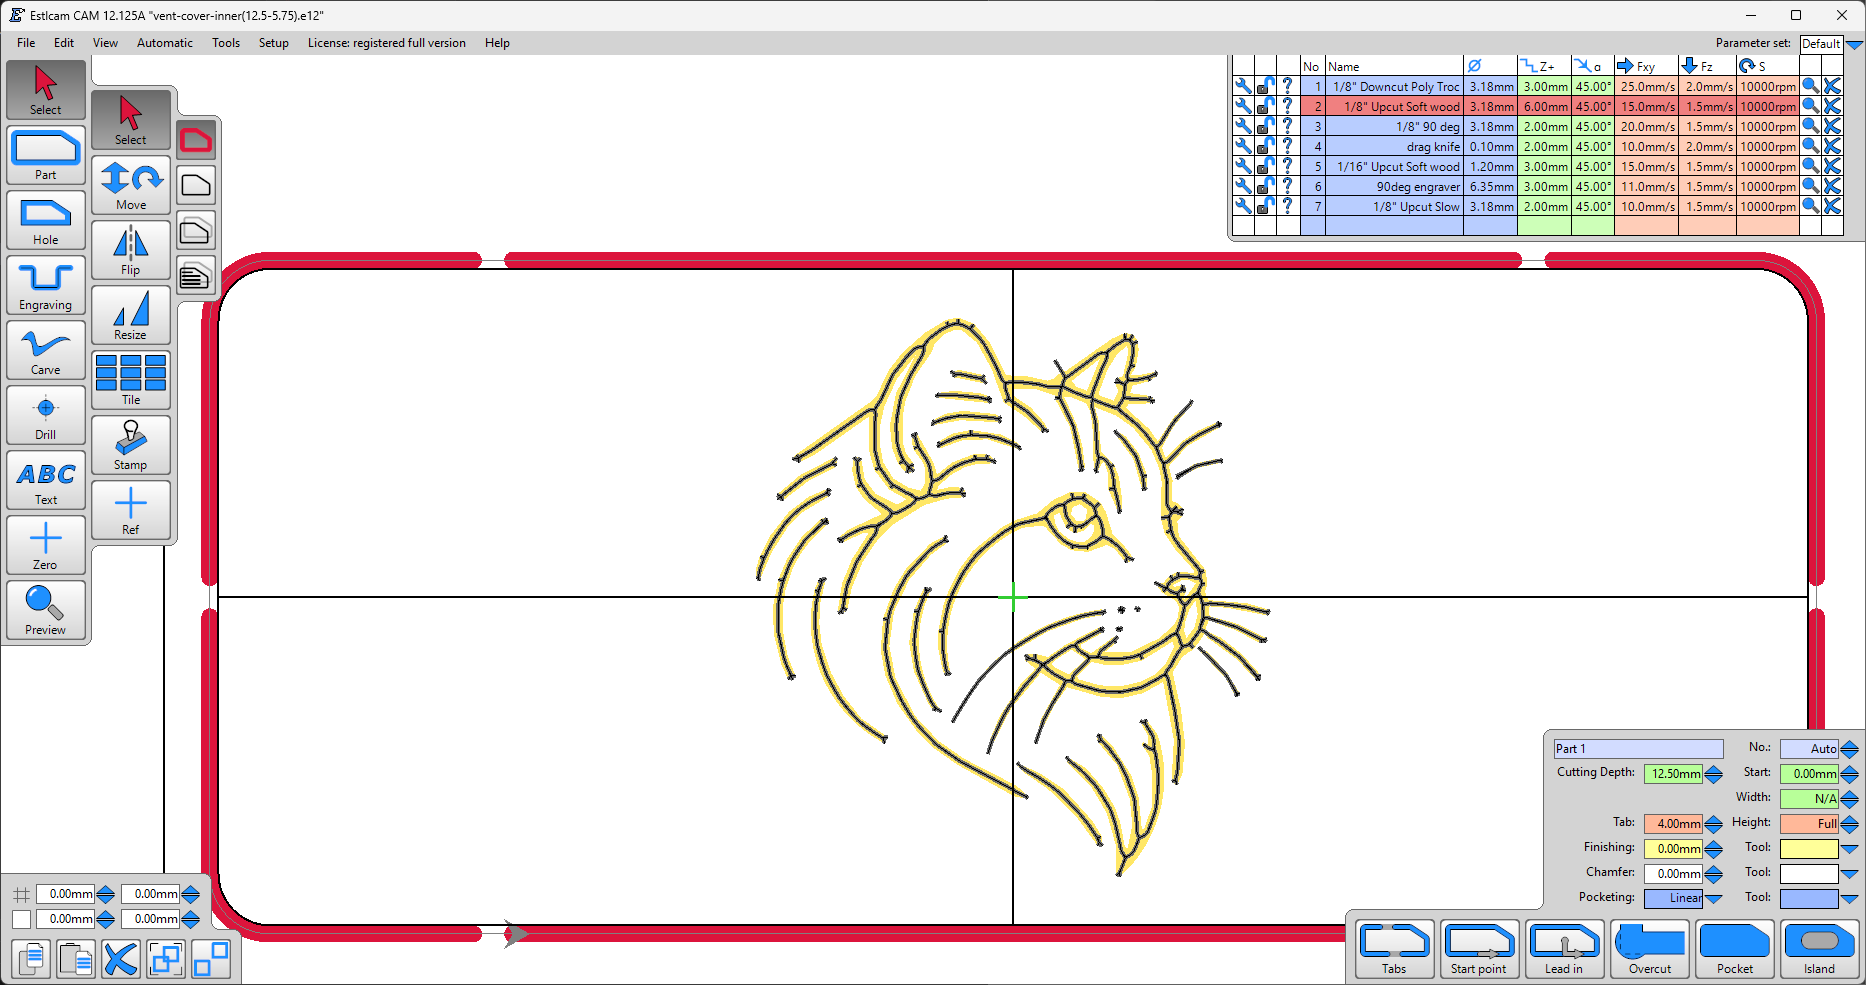 Estlcam CAM 12.125A "vent-cover-inner(12.5-5.75).e12"
File Edit View Automatic Tools Setup License: registered full version Help
Parameter set: Default
No Name Ø Z+ α Fxy Fz S
1 1/8" Downcut Poly Troc 3.18mm 3.00mm 45.00° 25.0mm/s 2.0mm/s 10000rpm
2 1/8" Upcut Soft wood 3.18mm 6.00mm 45.00° 15.0mm/s 1.5mm/s 10000rpm
3 1/8" 90 deg 3.18mm 2.00mm 45.00° 20.0mm/s 1.5mm/s 10000rpm
4 drag knife 0.10mm 2.00mm 45.00° 10.0mm/s 2.0mm/s 10000rpm
5 1/16" Upcut Soft wood 1.20mm 3.00mm 45.00° 15.0mm/s 1.5mm/s 10000rpm
6 90deg engraver 6.35mm 3.00mm 45.00° 11.0mm/s 1.5mm/s 10000rpm
7 1/8" Upcut Slow 3.18mm 2.00mm 45.00° 10.0mm/s 1.5mm/s 10000rpm
Select
Part
Hole
Engraving
Carve
Drill
ABC
Text
Zero
Preview
Select
Move
Flip
Resize
Tile
Stamp
Ref
Part 1 No.: Auto
Cutting Depth: 12.50mm Start: 0.00mm
Width: N/A
Tab: 4.00mm Height: Full
Finishing: 0.00mm Tool:
Chamfer: 0.00mm Tool:
Pocketing: Linear Tool:
0.00mm 0.00mm
0.00mm 0.00mm
Tabs Start point Lead in Overcut Pocket Island